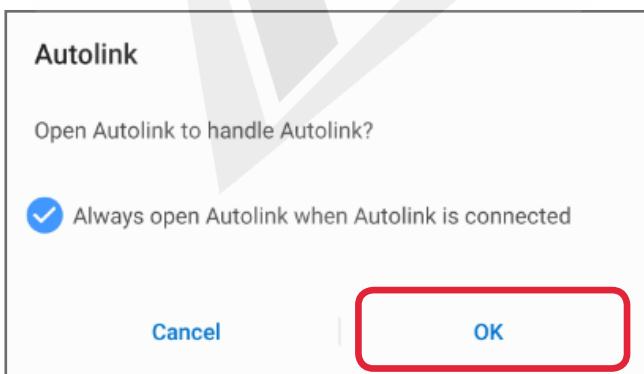 Autolink
Open Autolink to handle Autolink?
Always open Autolink when Autolink is connected
Cancel
OK